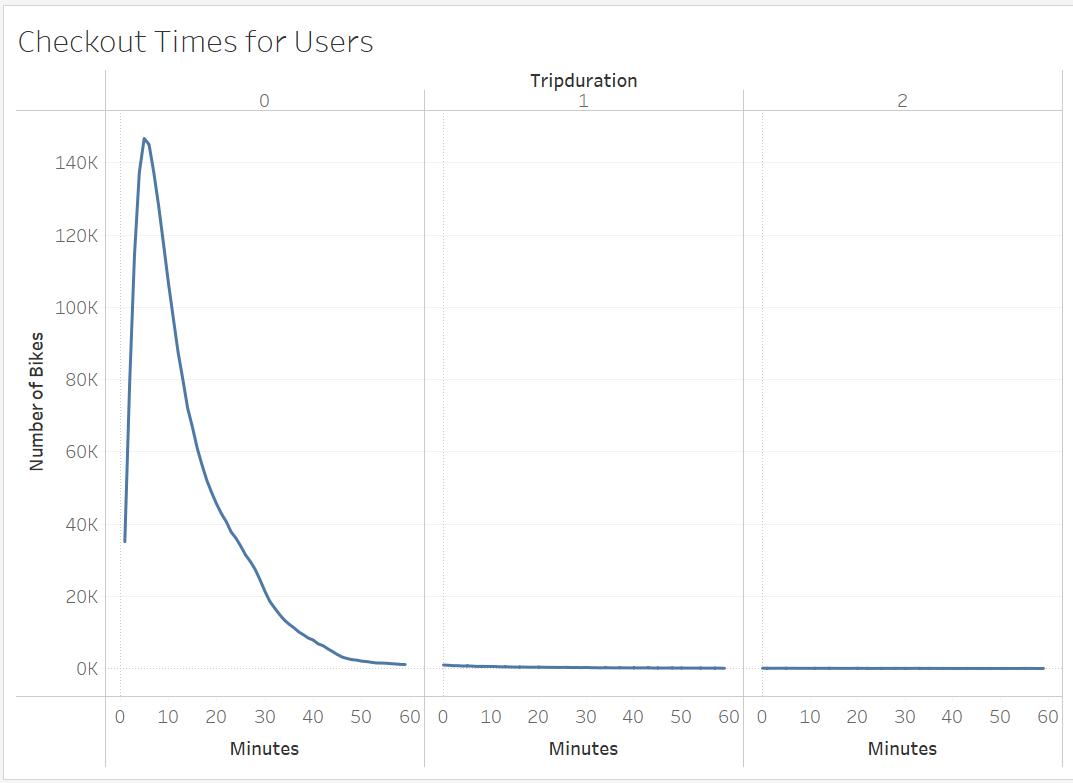 Checkout Times for Users
Tripduration
0 1 2
Number of Bikes
140K
120K
100K
80K
60K
40K
20K
0K
0 10 20 30 40 50 60 0 10 20 30 40 50 60 0 10 20 30 40 50 60
Minutes Minutes Minutes